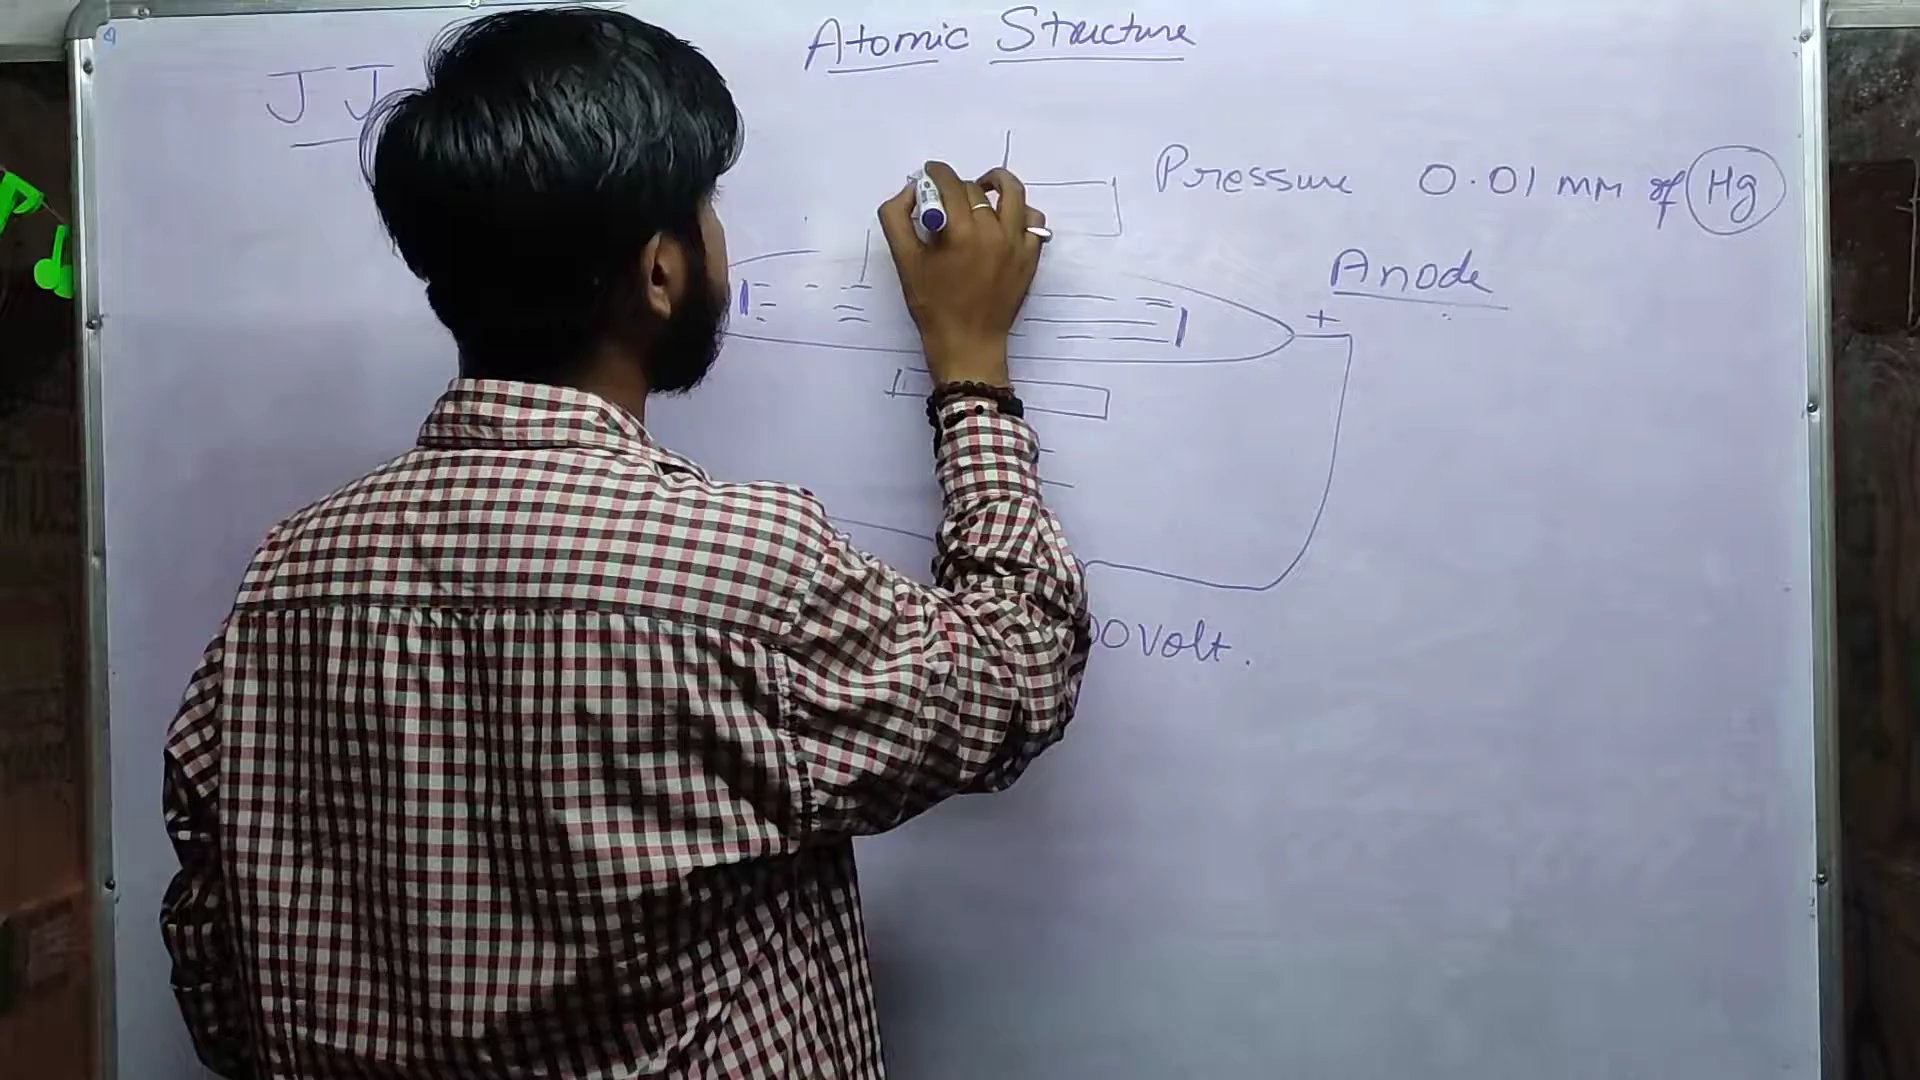 Atomic Structure
J J
Pressure 0.01 mm of Hg
Anode
+
00 Volt.